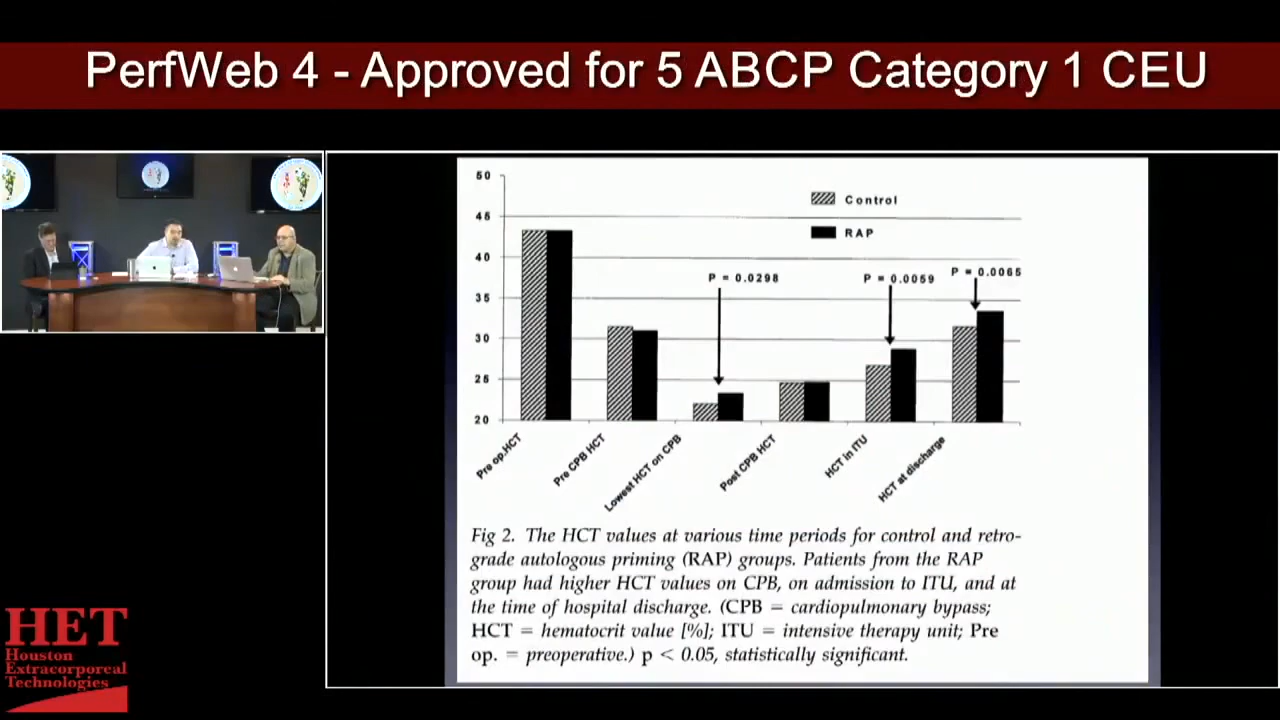 PerfWeb 4 - Approved for 5 ABCP Category 1 CEU
50
45
40
35
30
25
20
Control
RAP
P = 0.0298
P = 0.0059
P = 0.0065
Pre op.HCT
Pre CPB HCT
Lowest HCT on CPB
Post CPB HCT
HCT in ITU
HCT at discharge
Fig 2. The HCT values at various time periods for control and retro-
grade autologous priming (RAP) groups. Patients from the RAP
group had higher HCT values on CPB, on admission to ITU, and at
the time of hospital discharge. (CPB = cardiopulmonary bypass;
HCT = hematocrit value [%]; ITU = intensive therapy unit; Pre
op. = preoperative.) p < 0.05, statistically significant.
HET
Houston
Extracorporeal
Technologies